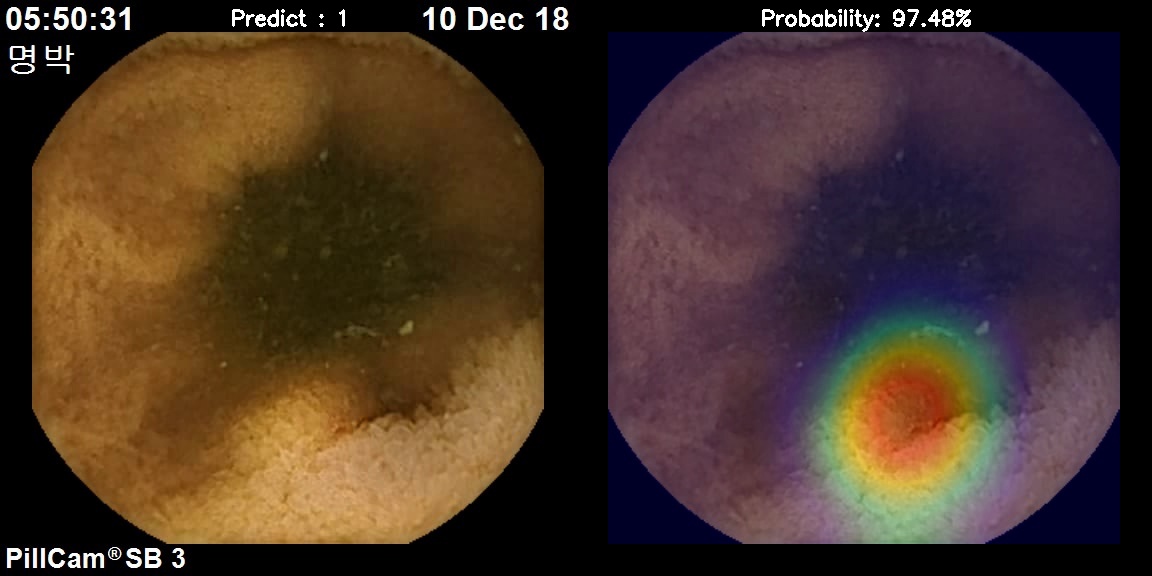 05:50:31
Predict : 1
10 Dec 18
Probability: 97.48%
명박
PillCam® SB 3